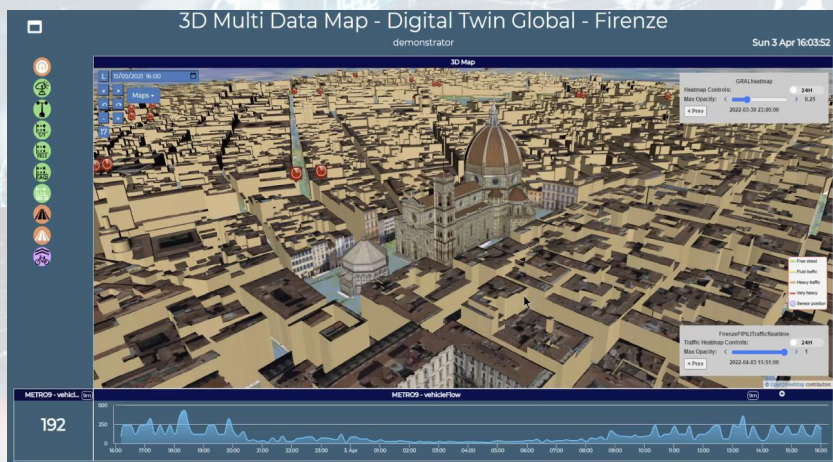 3D Multi Data Map - Digital Twin Global - Firenze
demonstrator
Sun 3 Apr 16:03:52
3D Map
L 15/05/2021 16:00
Maps
17
GRALheatmap
Heatmap Controls: 24H
Max Opacity: < > 0.25
< Prev 2022-03-30 23:00:00
Free street
Fluid traffic
Heavy traffic
Very heavy
Sensor position
FirenzeFIPILITrafficRealtime
Traffic Heatmap Controls: 24H
Max Opacity: < > 1
< Prev 2022-04-03 15:51:00
© OpenStreetMap contributors
METRO9 - vehicl... 9m
METRO9 - vehicleFlow 9m
192
500
250
0
16:00 17:00 18:00 19:00 20:00 21:00 22:00 23:00 3. Apr 01:00 02:00 03:00 04:00 05:00 06:00 07:00 08:00 09:00 10:00 11:00 12:00 13:00 14:00 15:00 16:00